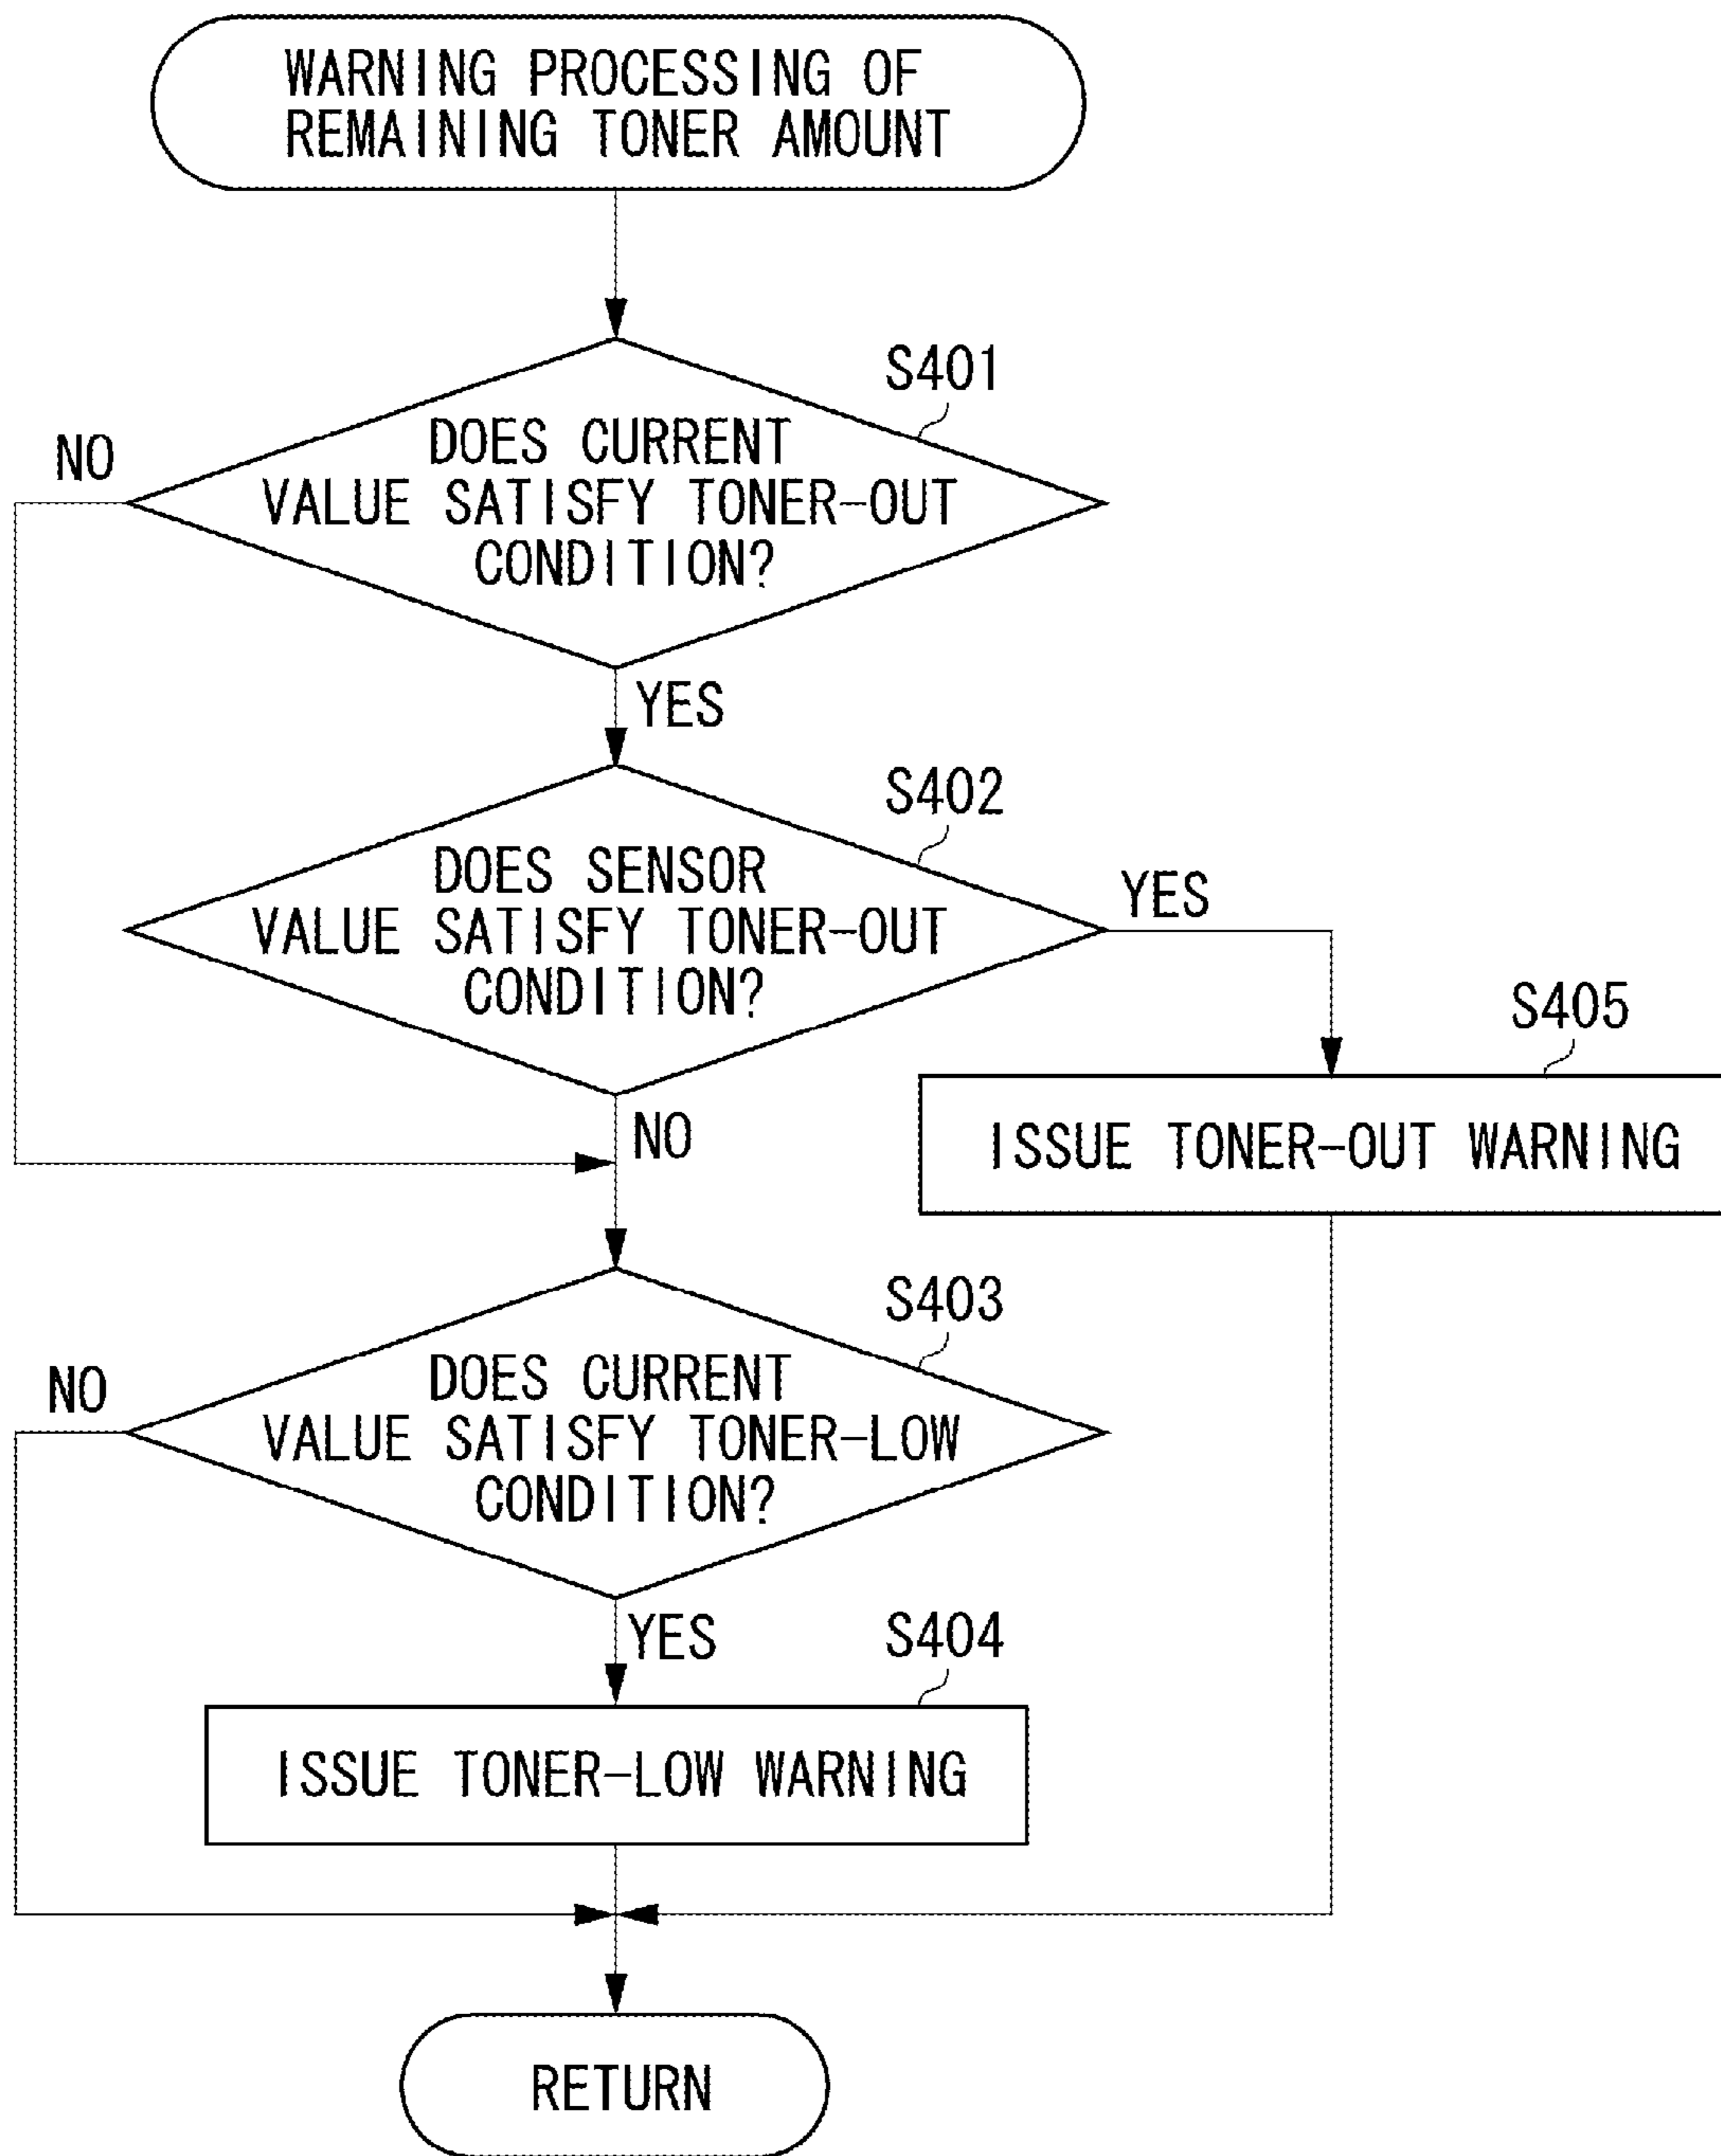 WARNING PROCESSING OF
REMAINING TONER AMOUNT
S401
DOES CURRENT
VALUE SATISFY TONER-OUT
CONDITION?
NO
YES
S402
DOES SENSOR
VALUE SATISFY TONER-OUT
CONDITION?
YES
NO
S405
ISSUE TONER-OUT WARNING
S403
DOES CURRENT
VALUE SATISFY TONER-LOW
CONDITION?
NO
YES
S404
ISSUE TONER-LOW WARNING
RETURN